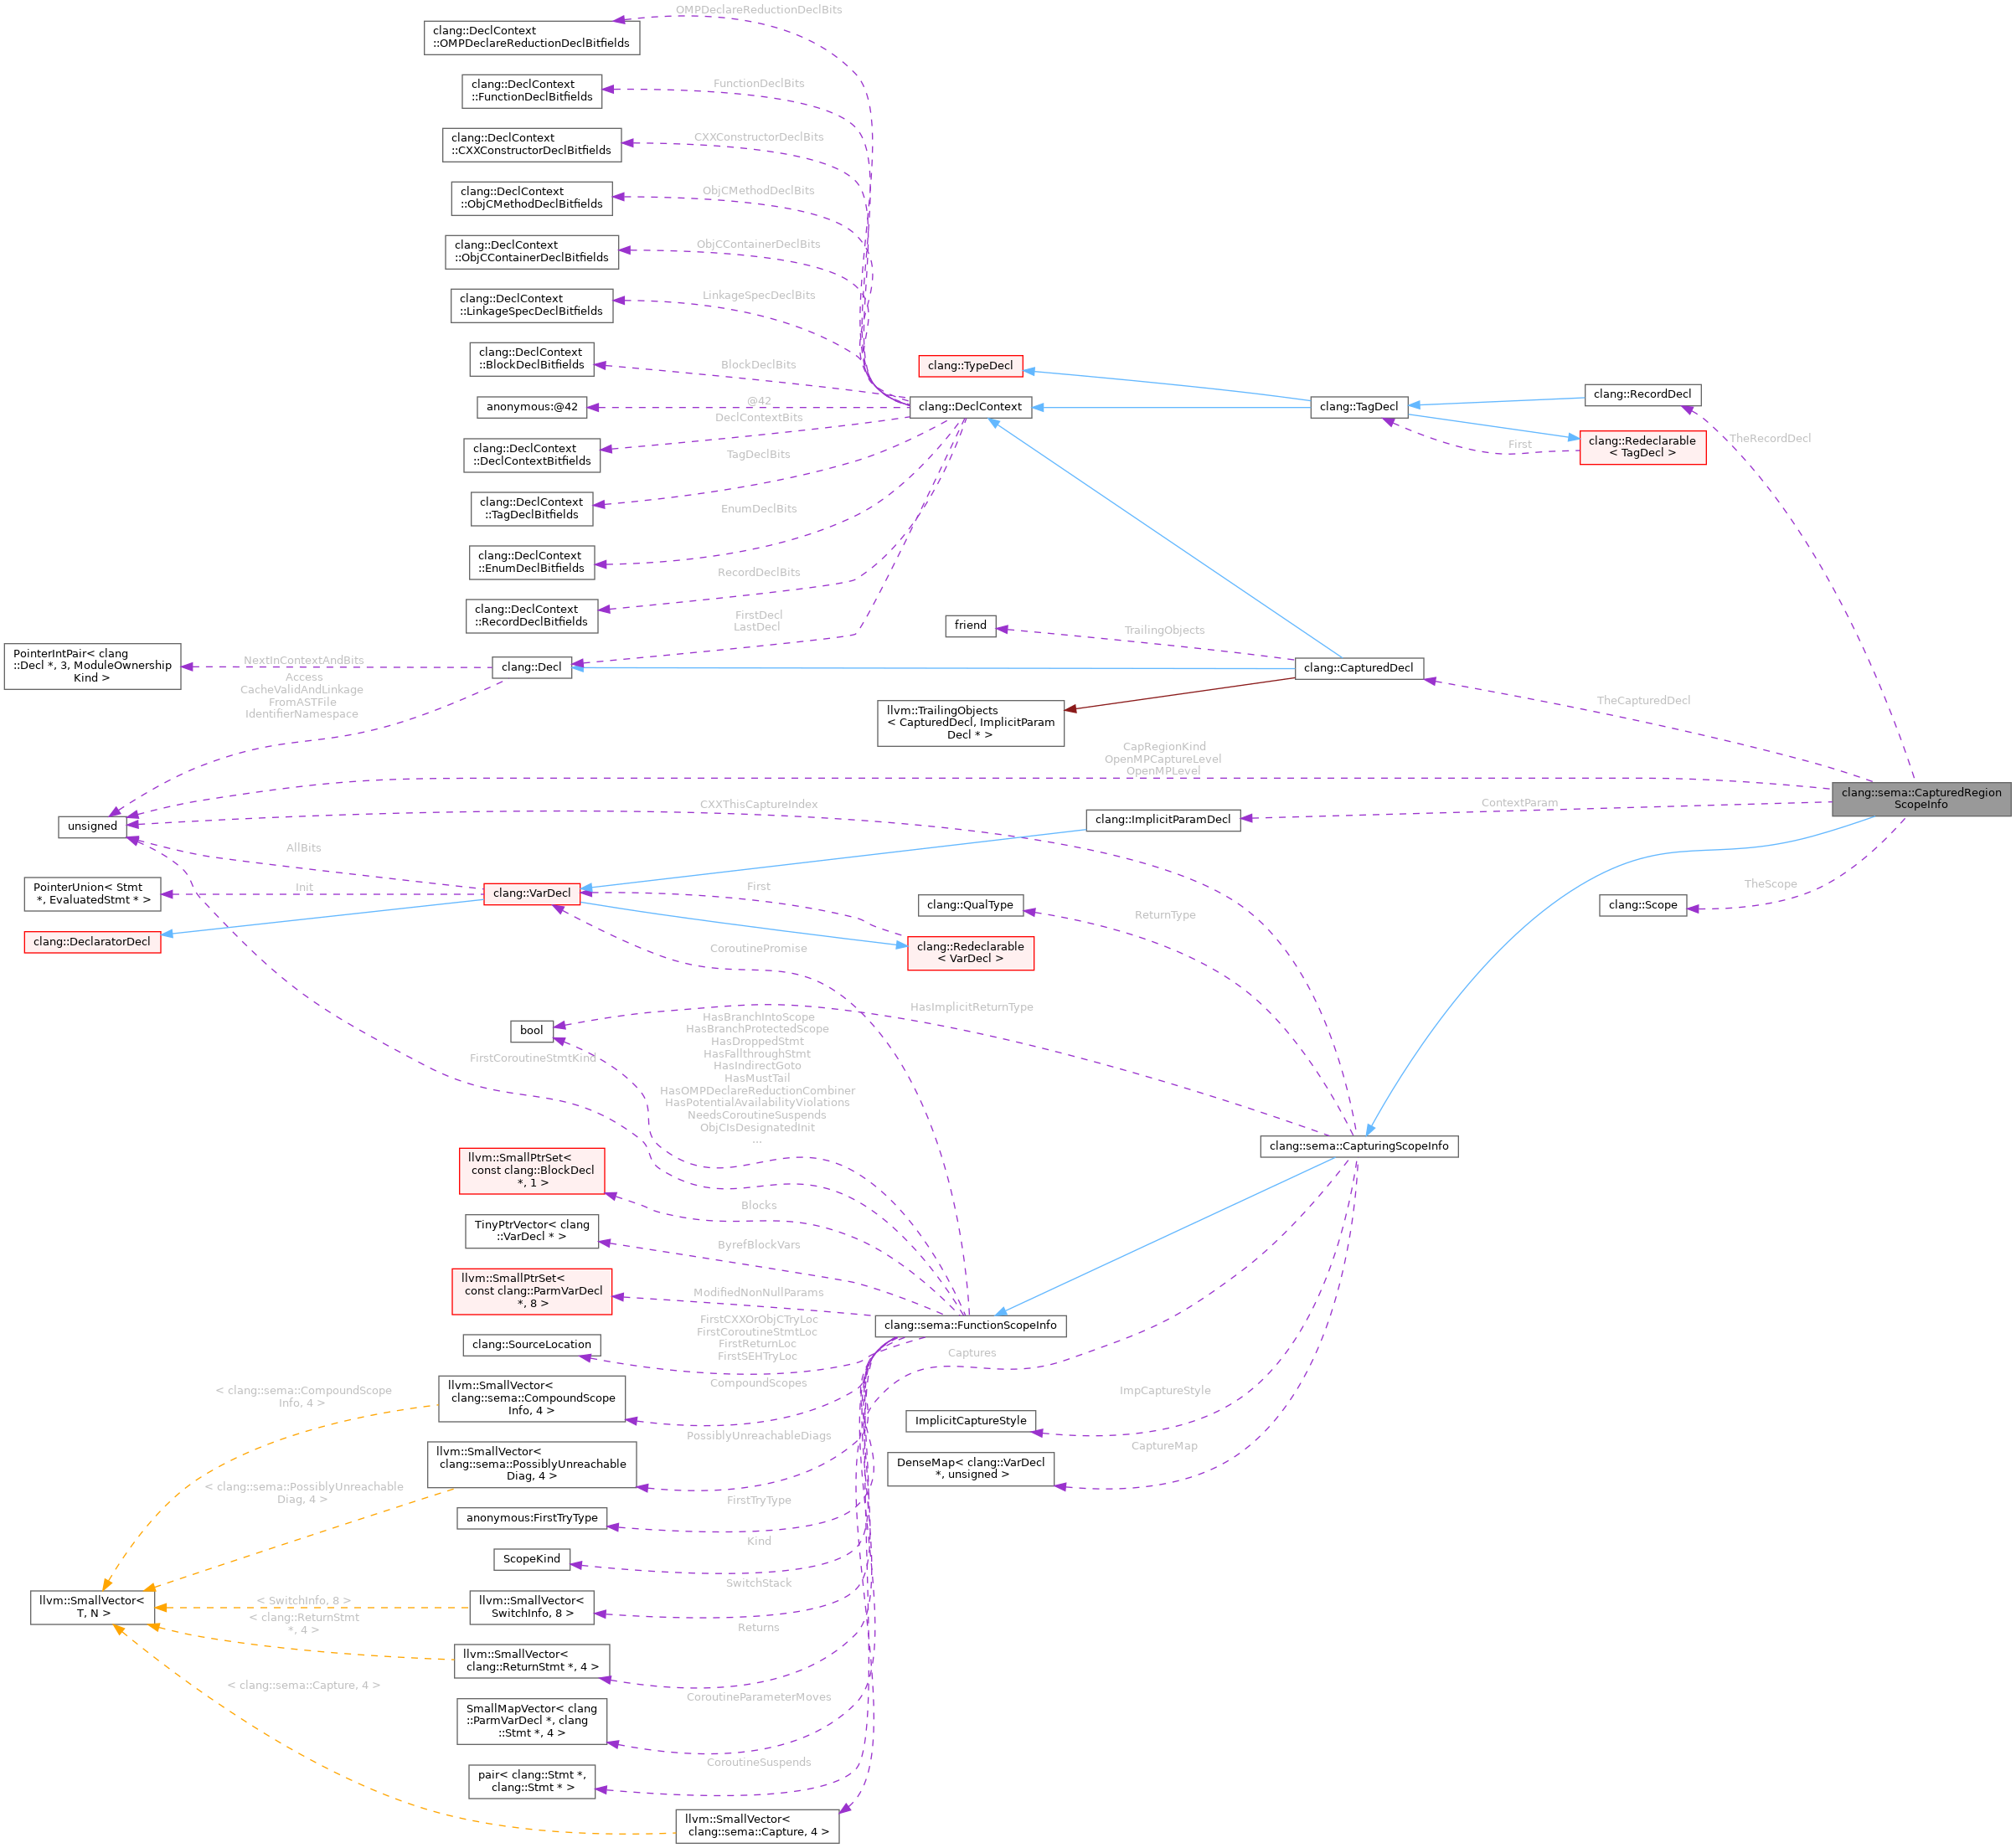 OMPDeclareReductionDeclBits
clang::DeclContext
::OMPDeclareReductionDeclBitfields
FunctionDeclBits
clang::DeclContext
::FunctionDeclBitfields
CXXConstructorDeclBits
clang::DeclContext
::CXXConstructorDeclBitfields
ObjCMethodDeclBits
clang::DeclContext
::ObjCMethodDeclBitfields
ObjCContainerDeclBits
clang::DeclContext
::ObjCContainerDeclBitfields
LinkageSpecDeclBits
clang::DeclContext
::LinkageSpecDeclBitfields
BlockDeclBits
clang::DeclContext
::BlockDeclBitfields
clang::TypeDecl
clang::RecordDecl
@42
anonymous:@42
clang::DeclContext
clang::TagDecl
DeclContextBits
clang::DeclContext
::DeclContextBitfields
First
clang::Redeclarable
< TagDecl >
TheRecordDecl
TagDeclBits
clang::DeclContext
::TagDeclBitfields
EnumDeclBits
clang::DeclContext
::EnumDeclBitfields
RecordDeclBits
clang::DeclContext
::RecordDeclBitfields
FirstDecl
LastDecl
friend
TrailingObjects
PointerIntPair< clang
::Decl *, 3, ModuleOwnership
Kind >
NextInContextAndBits
clang::Decl
clang::CapturedDecl
Access
CacheValidAndLinkage
FromASTFile
IdentifierNamespace
llvm::TrailingObjects
< CapturedDecl, ImplicitParam
Decl * >
TheCapturedDecl
CapRegionKind
OpenMPCaptureLevel
OpenMPLevel
clang::sema::CapturedRegion
ScopeInfo
CXXThisCaptureIndex
ContextParam
clang::ImplicitParamDecl
unsigned
AllBits
PointerUnion< Stmt
*, EvaluatedStmt * >
Init
clang::VarDecl
First
clang::QualType
ReturnType
TheScope
clang::Scope
clang::DeclaratorDecl
CoroutinePromise
clang::Redeclarable
< VarDecl >
HasImplicitReturnType
bool
FirstCoroutineStmtKind
HasBranchIntoScope
HasBranchProtectedScope
HasDroppedStmt
HasFallthroughStmt
HasIndirectGoto
HasMustTail
HasOMPDeclareReductionCombiner
HasPotentialAvailabilityViolations
NeedsCoroutineSuspends
ObjCIsDesignatedInit
...
clang::sema::CapturingScopeInfo
llvm::SmallPtrSet<
const clang::BlockDecl
*, 1 >
Blocks
TinyPtrVector< clang
::VarDecl * >
ByrefBlockVars
llvm::SmallPtrSet<
const clang::ParmVarDecl
*, 8 >
ModifiedNonNullParams
clang::sema::FunctionScopeInfo
clang::SourceLocation
FirstCXXOrObjCTryLoc
FirstCoroutineStmtLoc
FirstReturnLoc
FirstSEHTryLoc
Captures
CompoundScopes
llvm::SmallVector<
clang::sema::CompoundScope
Info, 4 >
< clang::sema::CompoundScope
Info, 4 >
ImpCaptureStyle
ImplicitCaptureStyle
PossiblyUnreachableDiags
llvm::SmallVector<
clang::sema::PossiblyUnreachable
Diag, 4 >
< clang::sema::PossiblyUnreachable
Diag, 4 >
CaptureMap
DenseMap< clang::VarDecl
*, unsigned >
FirstTryType
anonymous:FirstTryType
Kind
ScopeKind
SwitchStack
llvm::SmallVector<
T, N >
< SwitchInfo, 8 >
llvm::SmallVector<
SwitchInfo, 8 >
< clang::ReturnStmt
*, 4 >
Returns
llvm::SmallVector<
clang::ReturnStmt *, 4 >
< clang::sema::Capture, 4 >
CoroutineParameterMoves
SmallMapVector< clang
::ParmVarDecl *, clang
::Stmt *, 4 >
CoroutineSuspends
pair< clang::Stmt *,
clang::Stmt * >
llvm::SmallVector<
clang::sema::Capture, 4 >